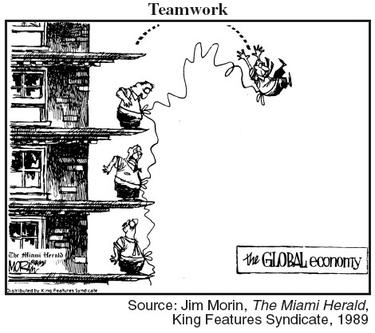 Teamwork
The Miami Herald
MORIN
Distributed by King Features Syndicate
the GLOBAL economy
Source: Jim Morin, The Miami Herald,
King Features Syndicate, 1989